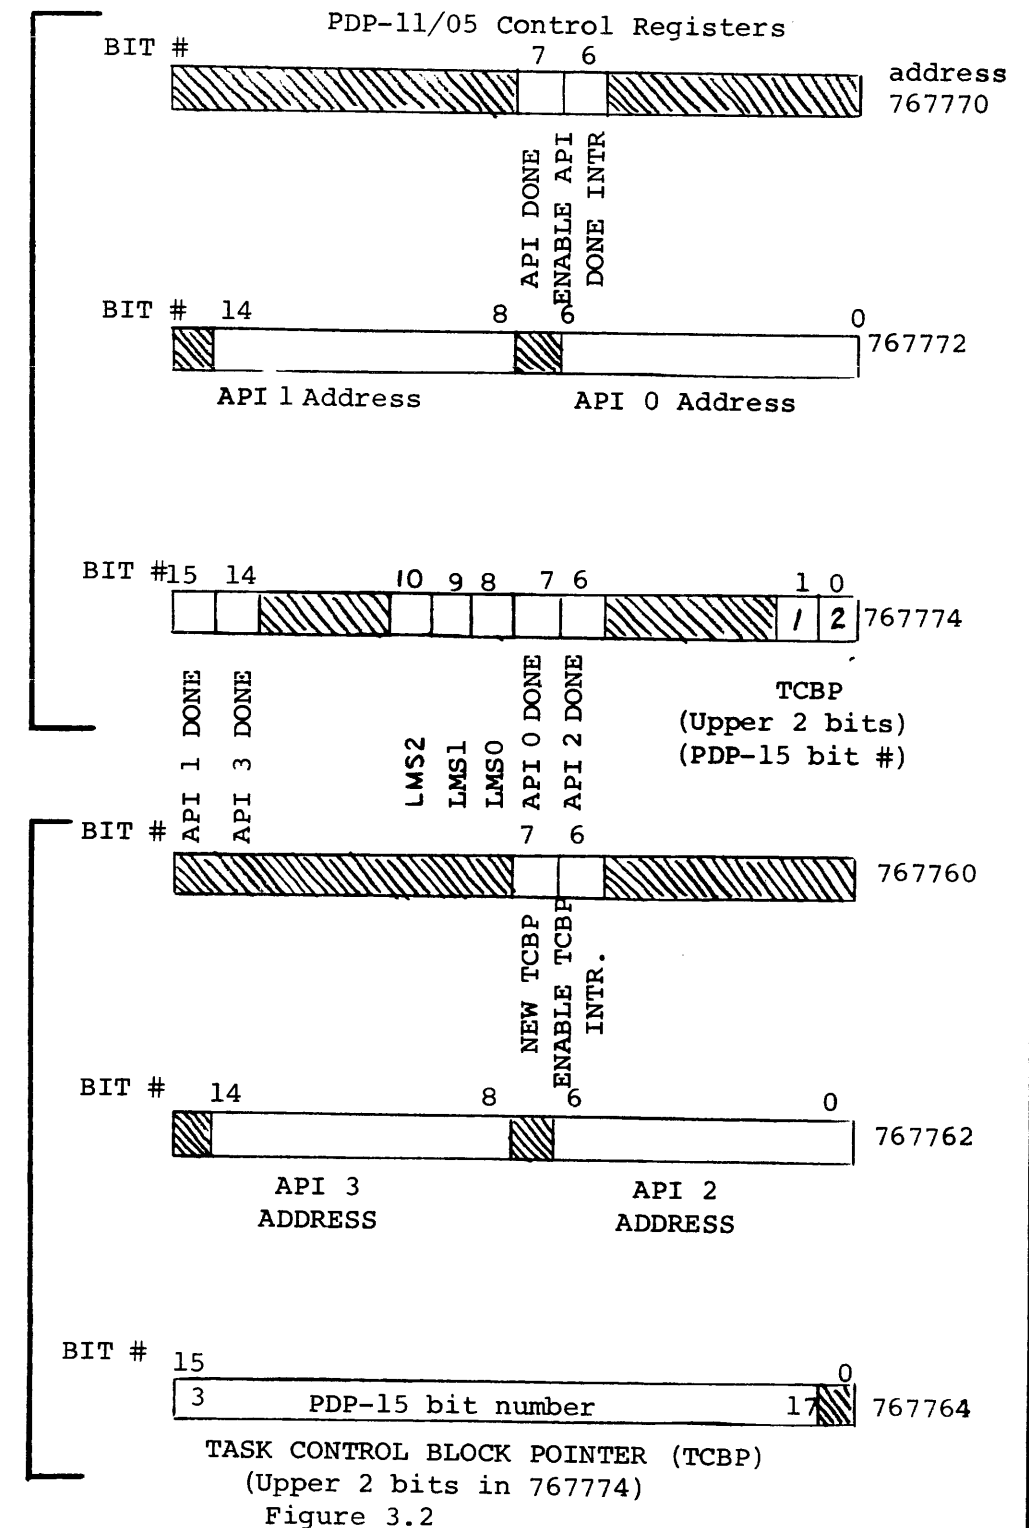 PDP-11/05 Control Registers
BIT #
7 6
address
767770
API DONE
ENABLE API
DONE INTR
BIT # 14 8 6 0
767772
API 1 Address API 0 Address
BIT # 15 14 10 9 8 7 6 1 0
1 2 767774
API 1 DONE
API 3 DONE
LMS2
LMS1
LMS0
API 0 DONE
API 2 DONE
TCBP
(Upper 2 bits)
(PDP-15 bit #)
BIT # 7 6
767760
NEW TCBP
ENABLE TCBP
INTR.
BIT # 14 8 6 0
767762
API 3
ADDRESS
API 2
ADDRESS
BIT # 15 0
3 PDP-15 bit number 17 767764
TASK CONTROL BLOCK POINTER (TCBP)
(Upper 2 bits in 767774)
Figure 3.2